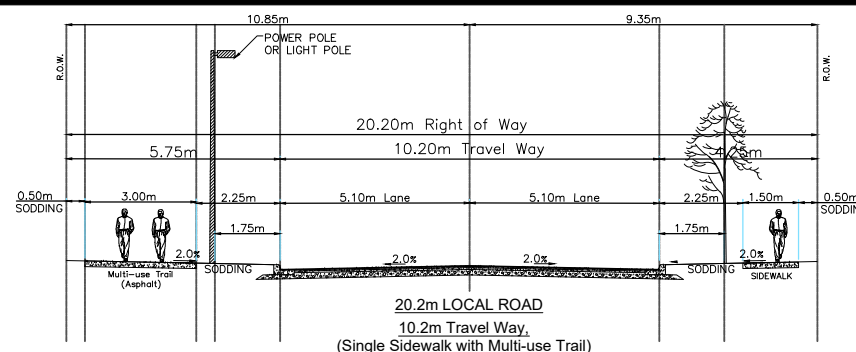 10.85m 9.35m
POWER POLE
OR LIGHT POLE
R.O.W. R.O.W.
20.20m Right of Way
5.75m 10.20m Travel Way
0.50m 3.00m 2.25m 5.10m Lane 5.10m Lane 2.25m 1.50m 0.50m
SODDING
1.75m 1.75m
2.0% 2.0% 2.0% 2.0%
Multi-use Trail SODDING SODDING SIDEWALK
(Asphalt)
20.2m LOCAL ROAD
10.2m Travel Way,
(Single Sidewalk with Multi-use Trail)